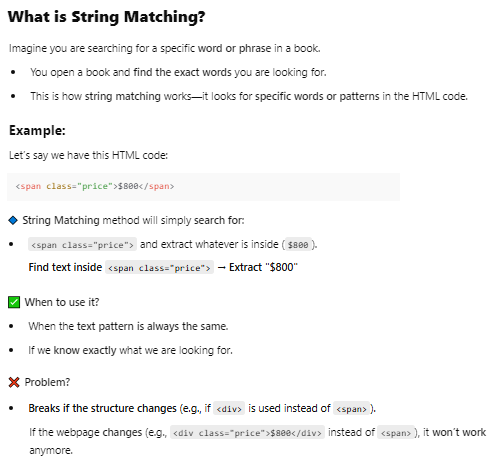 What is String Matching?
Imagine you are searching for a specific word or phrase in a book.
• You open a book and find the exact words you are looking for.
• This is how string matching works—it looks for specific words or patterns in the HTML code.
Example:
Let's say we have this HTML code:
<span class="price">$800</span>
🔹 String Matching method will simply search for:
• <span class="price"> and extract whatever is inside ( $800 ).
Find text inside <span class="price"> → Extract "$800"
✅ When to use it?
• When the text pattern is always the same.
• If we know exactly what we are looking for.
❌ Problem?
• Breaks if the structure changes (e.g., if <div> is used instead of <span> ).
If the webpage changes (e.g., <div class="price">$800</div> instead of <span> ), it won't work
anymore.